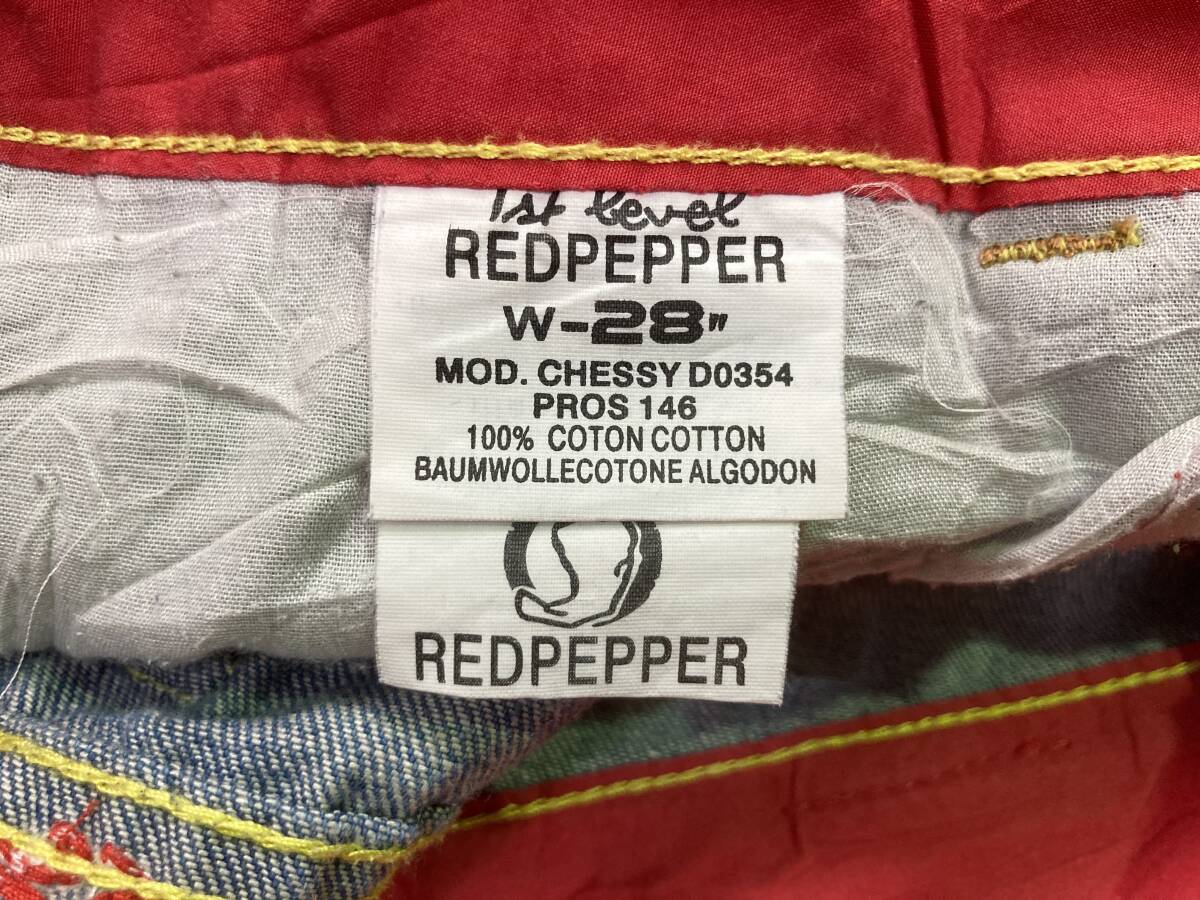 1st level
REDPEPPER
W-28"
MOD. CHESSY D0354
PROS 146
100% COTON COTTON
BAUMWOLLECOTONE ALGODON
REDPEPPER